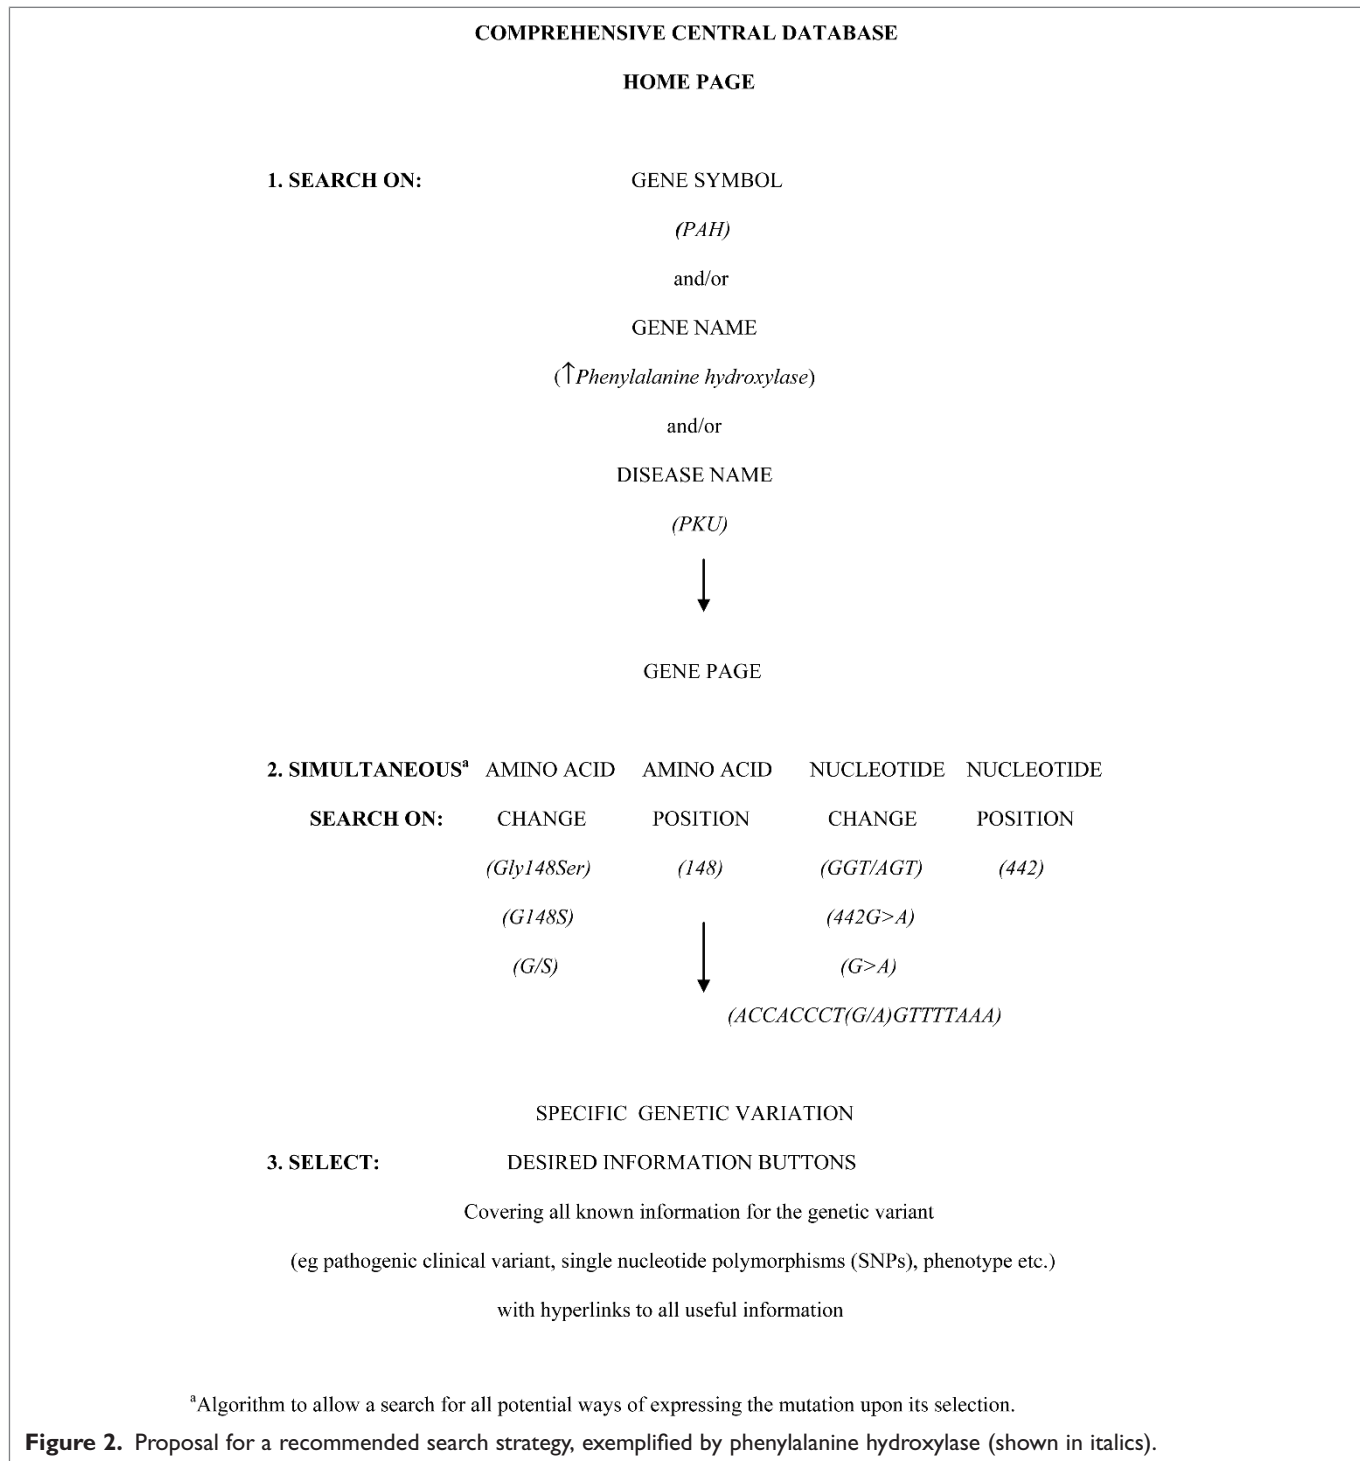 COMPREHENSIVE CENTRAL DATABASE
HOME PAGE
1. SEARCH ON: GENE SYMBOL
(PAH)
and/or
GENE NAME
(↑Phenylalanine hydroxylase)
and/or
DISEASE NAME
(PKU)
GENE PAGE
2. SIMULTANEOUSᵃ AMINO ACID AMINO ACID NUCLEOTIDE NUCLEOTIDE
SEARCH ON: CHANGE POSITION CHANGE POSITION
(Gly148Ser) (148) (GGT/AGT) (442)
(G148S) (442G>A)
(G/S) (G>A)
(ACCACCCT(G/A)GTTTTAAA)
SPECIFIC GENETIC VARIATION
3. SELECT: DESIRED INFORMATION BUTTONS
Covering all known information for the genetic variant
(eg pathogenic clinical variant, single nucleotide polymorphisms (SNPs), phenotype etc.)
with hyperlinks to all useful information
ᵃAlgorithm to allow a search for all potential ways of expressing the mutation upon its selection.
Figure 2. Proposal for a recommended search strategy, exemplified by phenylalanine hydroxylase (shown in italics).